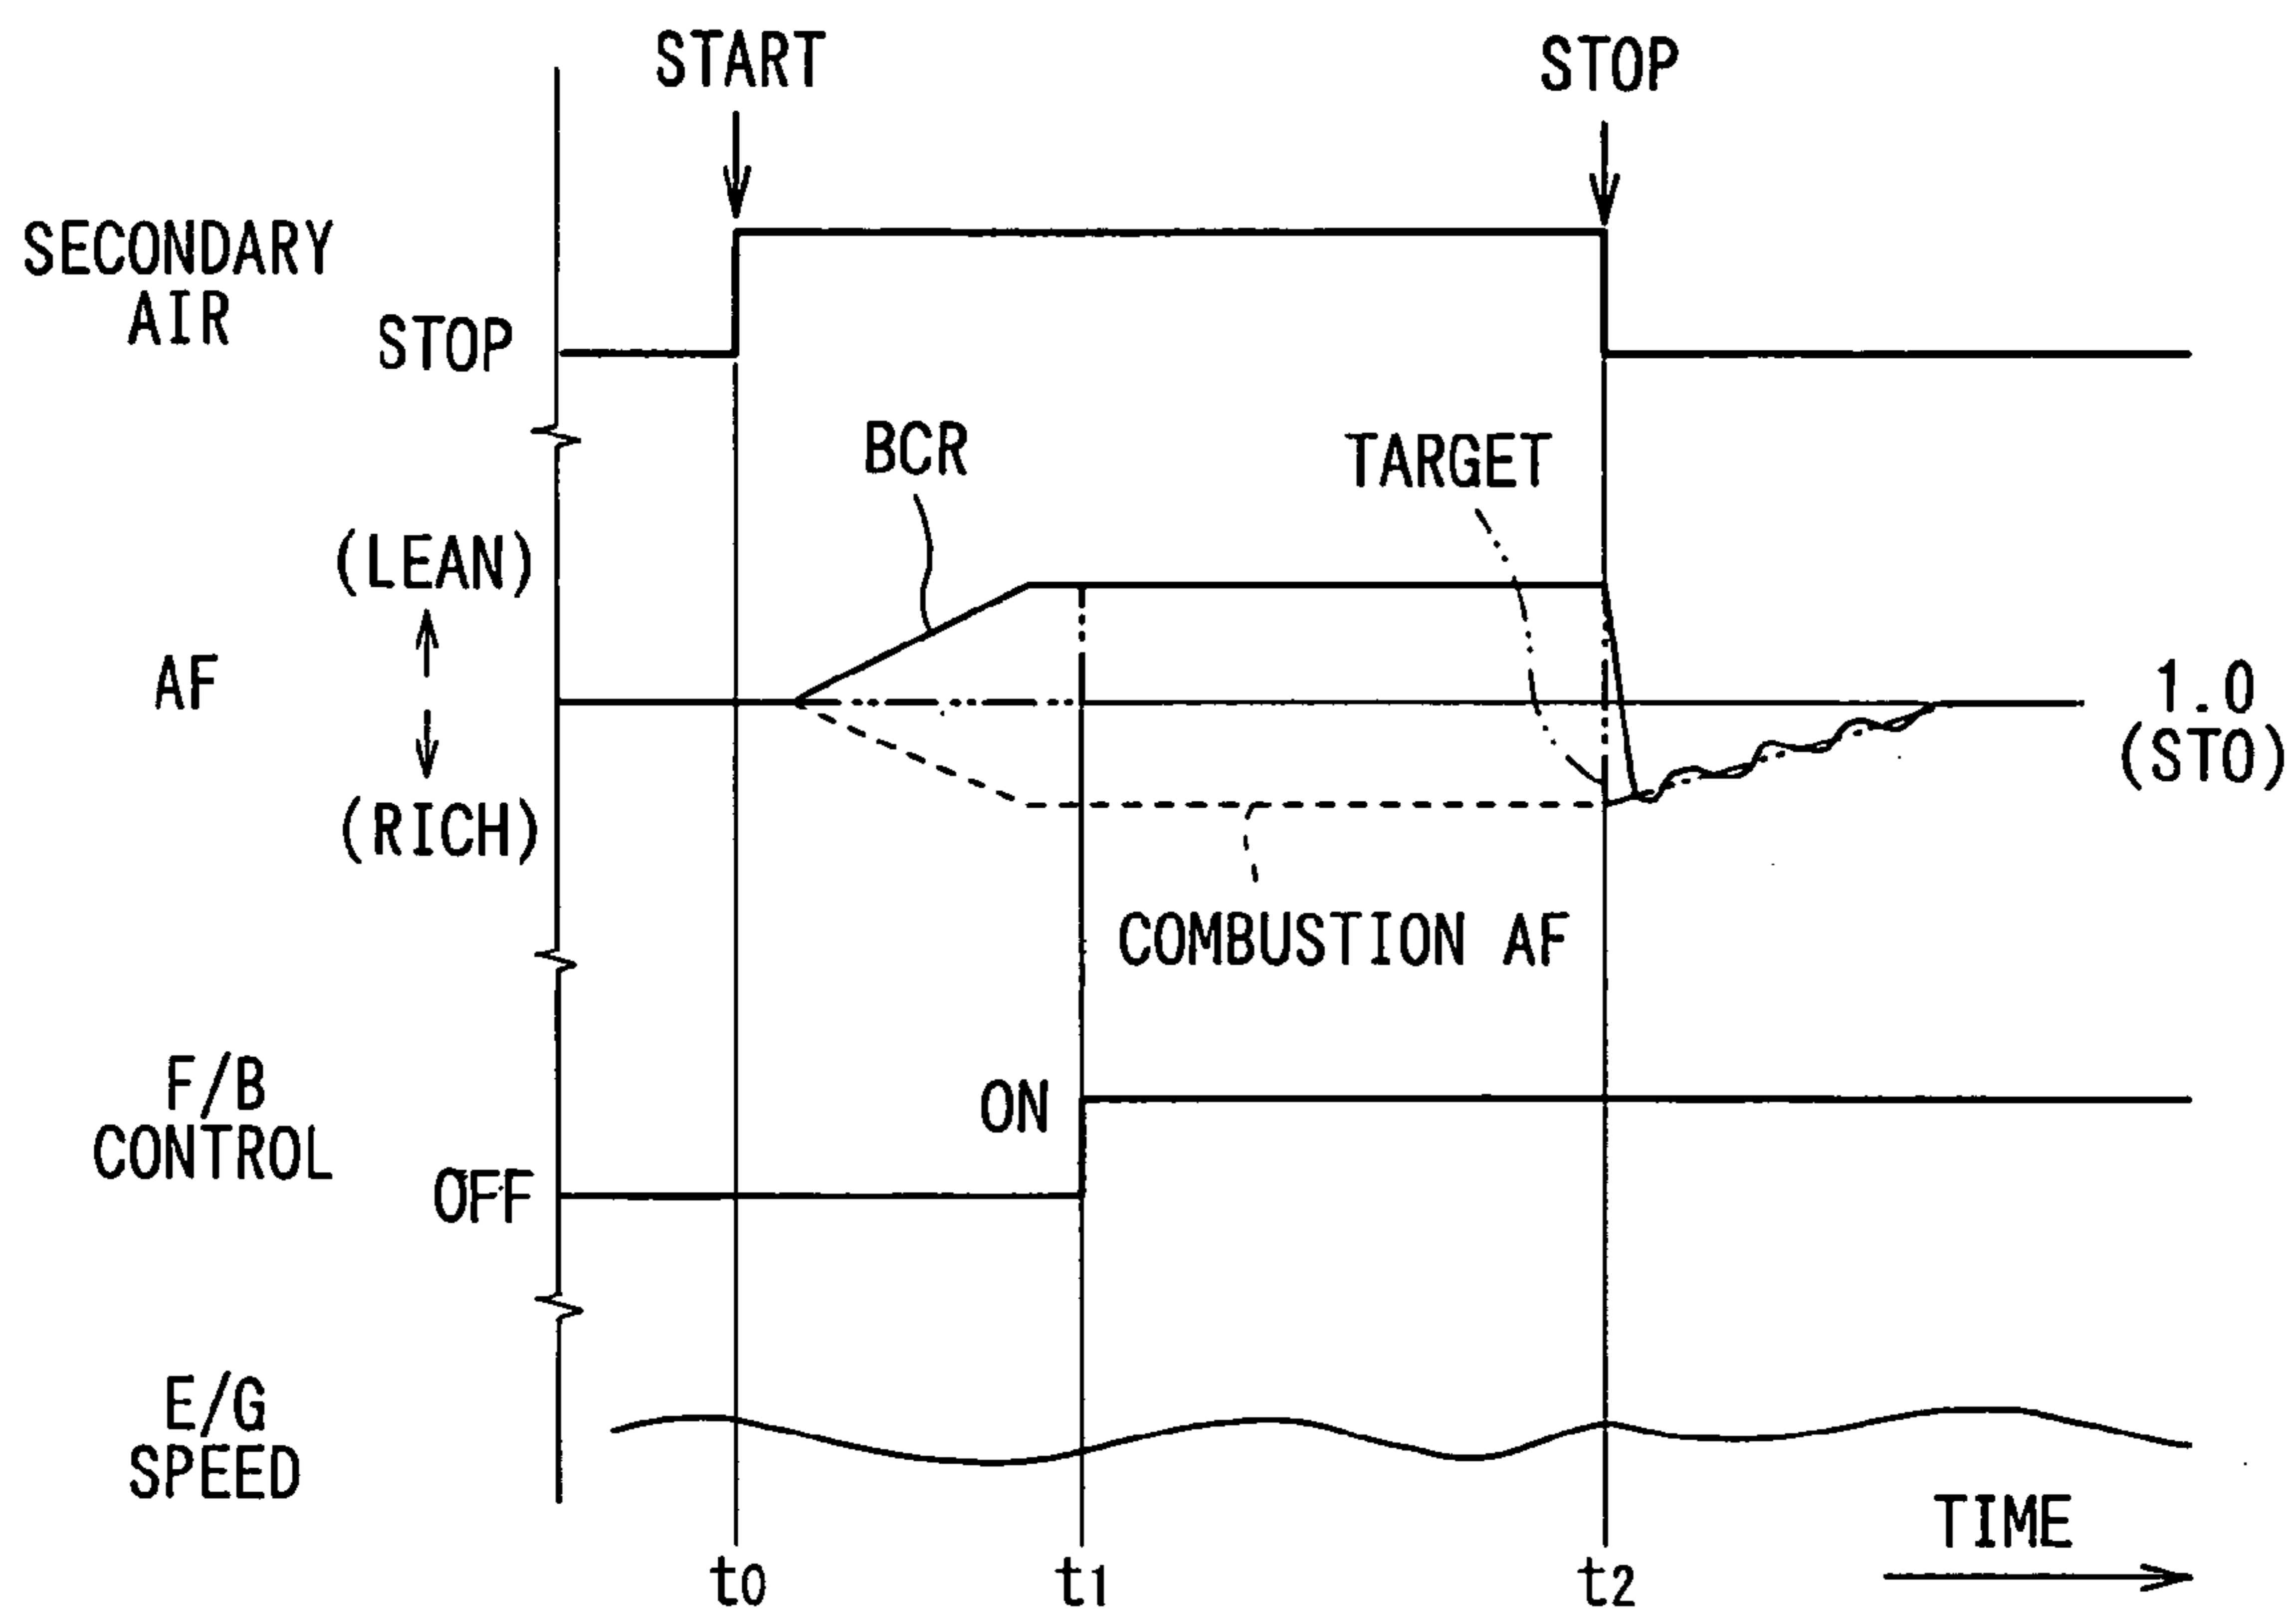 START
STOP
SECONDARY
AIR
STOP
BCR
TARGET
(LEAN)
AF
1.0
(STO)
(RICH)
COMBUSTION AF
F/B
CONTROL
ON
OFF
E/G
SPEED
TIME
t0
t1
t2